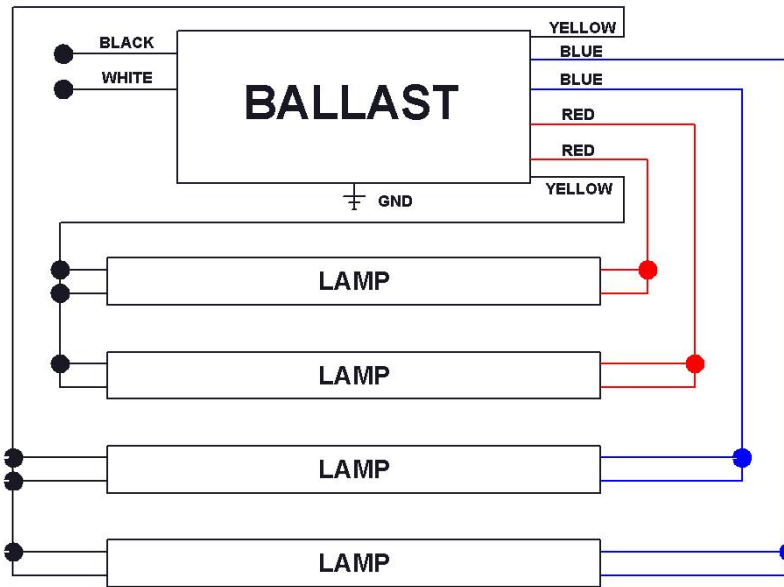 YELLOW
BLACK
BLUE
WHITE
BLUE
BALLAST
RED
RED
YELLOW
GND
LAMP
LAMP
LAMP
LAMP